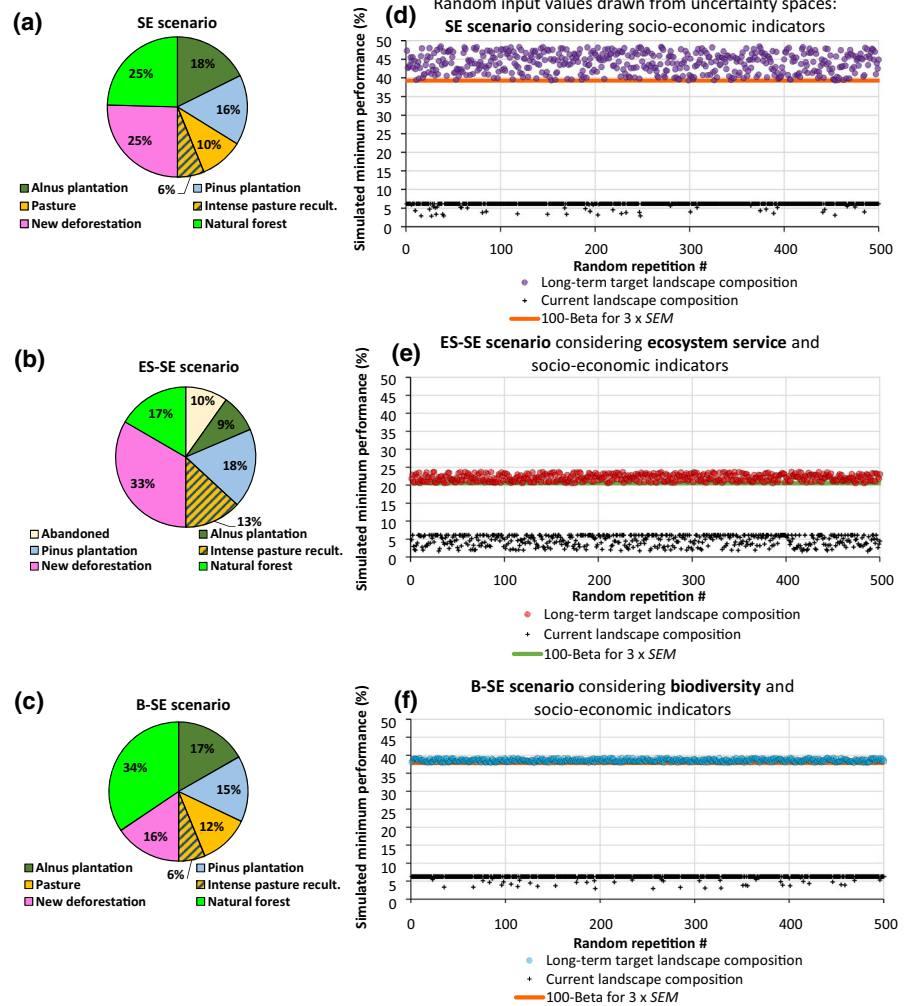 (a)
SE scenario
25%
18%
16%
10%
6%
25%
Alnus plantation
Pinus plantation
Pasture
Intense pasture recult.
New deforestation
Natural forest
(d)
Random input values drawn from uncertainty spaces:
SE scenario considering socio-economic indicators
Simulated minimum performance (%)
50
45
40
35
30
25
20
15
10
5
0
0 100 200 300 400 500
Random repetition #
Long-term target landscape composition
Current landscape composition
100-Beta for 3 x SEM
(b)
ES-SE scenario
10%
17%
9%
18%
33%
13%
Abandoned
Alnus plantation
Pinus plantation
Intense pasture recult.
New deforestation
Natural forest
(e)
ES-SE scenario considering ecosystem service and
socio-economic indicators
Simulated minimum performance (%)
50
45
40
35
30
25
20
15
10
5
0
0 100 200 300 400 500
Random repetition #
Long-term target landscape composition
Current landscape composition
100-Beta for 3 x SEM
(c)
B-SE scenario
17%
34%
15%
12%
16%
6%
Alnus plantation
Pinus plantation
Pasture
Intense pasture recult.
New deforestation
Natural forest
(f)
B-SE scenario considering biodiversity and
socio-economic indicators
Simulated minimum performance (%)
50
45
40
35
30
25
20
15
10
5
0
0 100 200 300 400 500
Random repetition #
Long-term target landscape composition
Current landscape composition
100-Beta for 3 x SEM